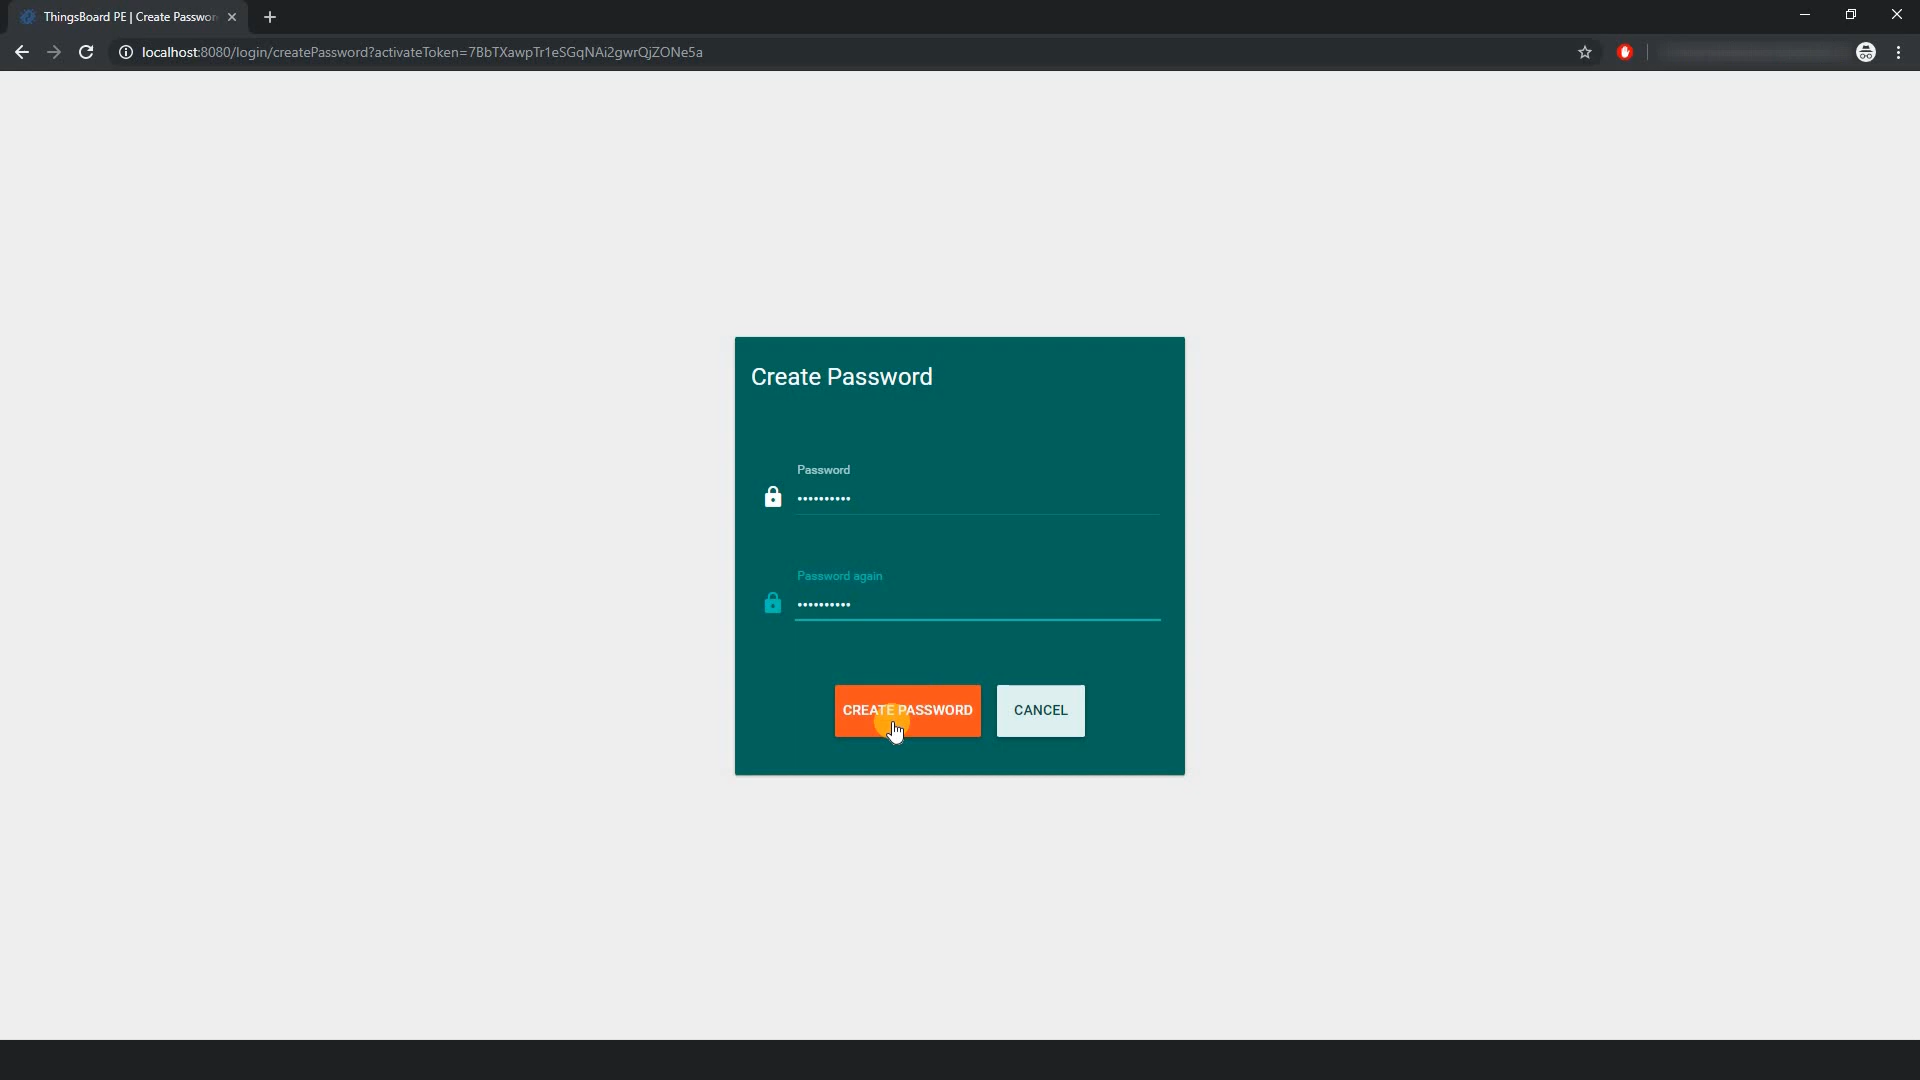 ThingsBoard PE | Create Passwor
localhost:8080/login/createPassword?activateToken=7BbTXawpTr1eSGqNAi2gwrQjZONe5a
Create Password
Password
••••••••••
Password again
••••••••••
CREATE PASSWORD
CANCEL